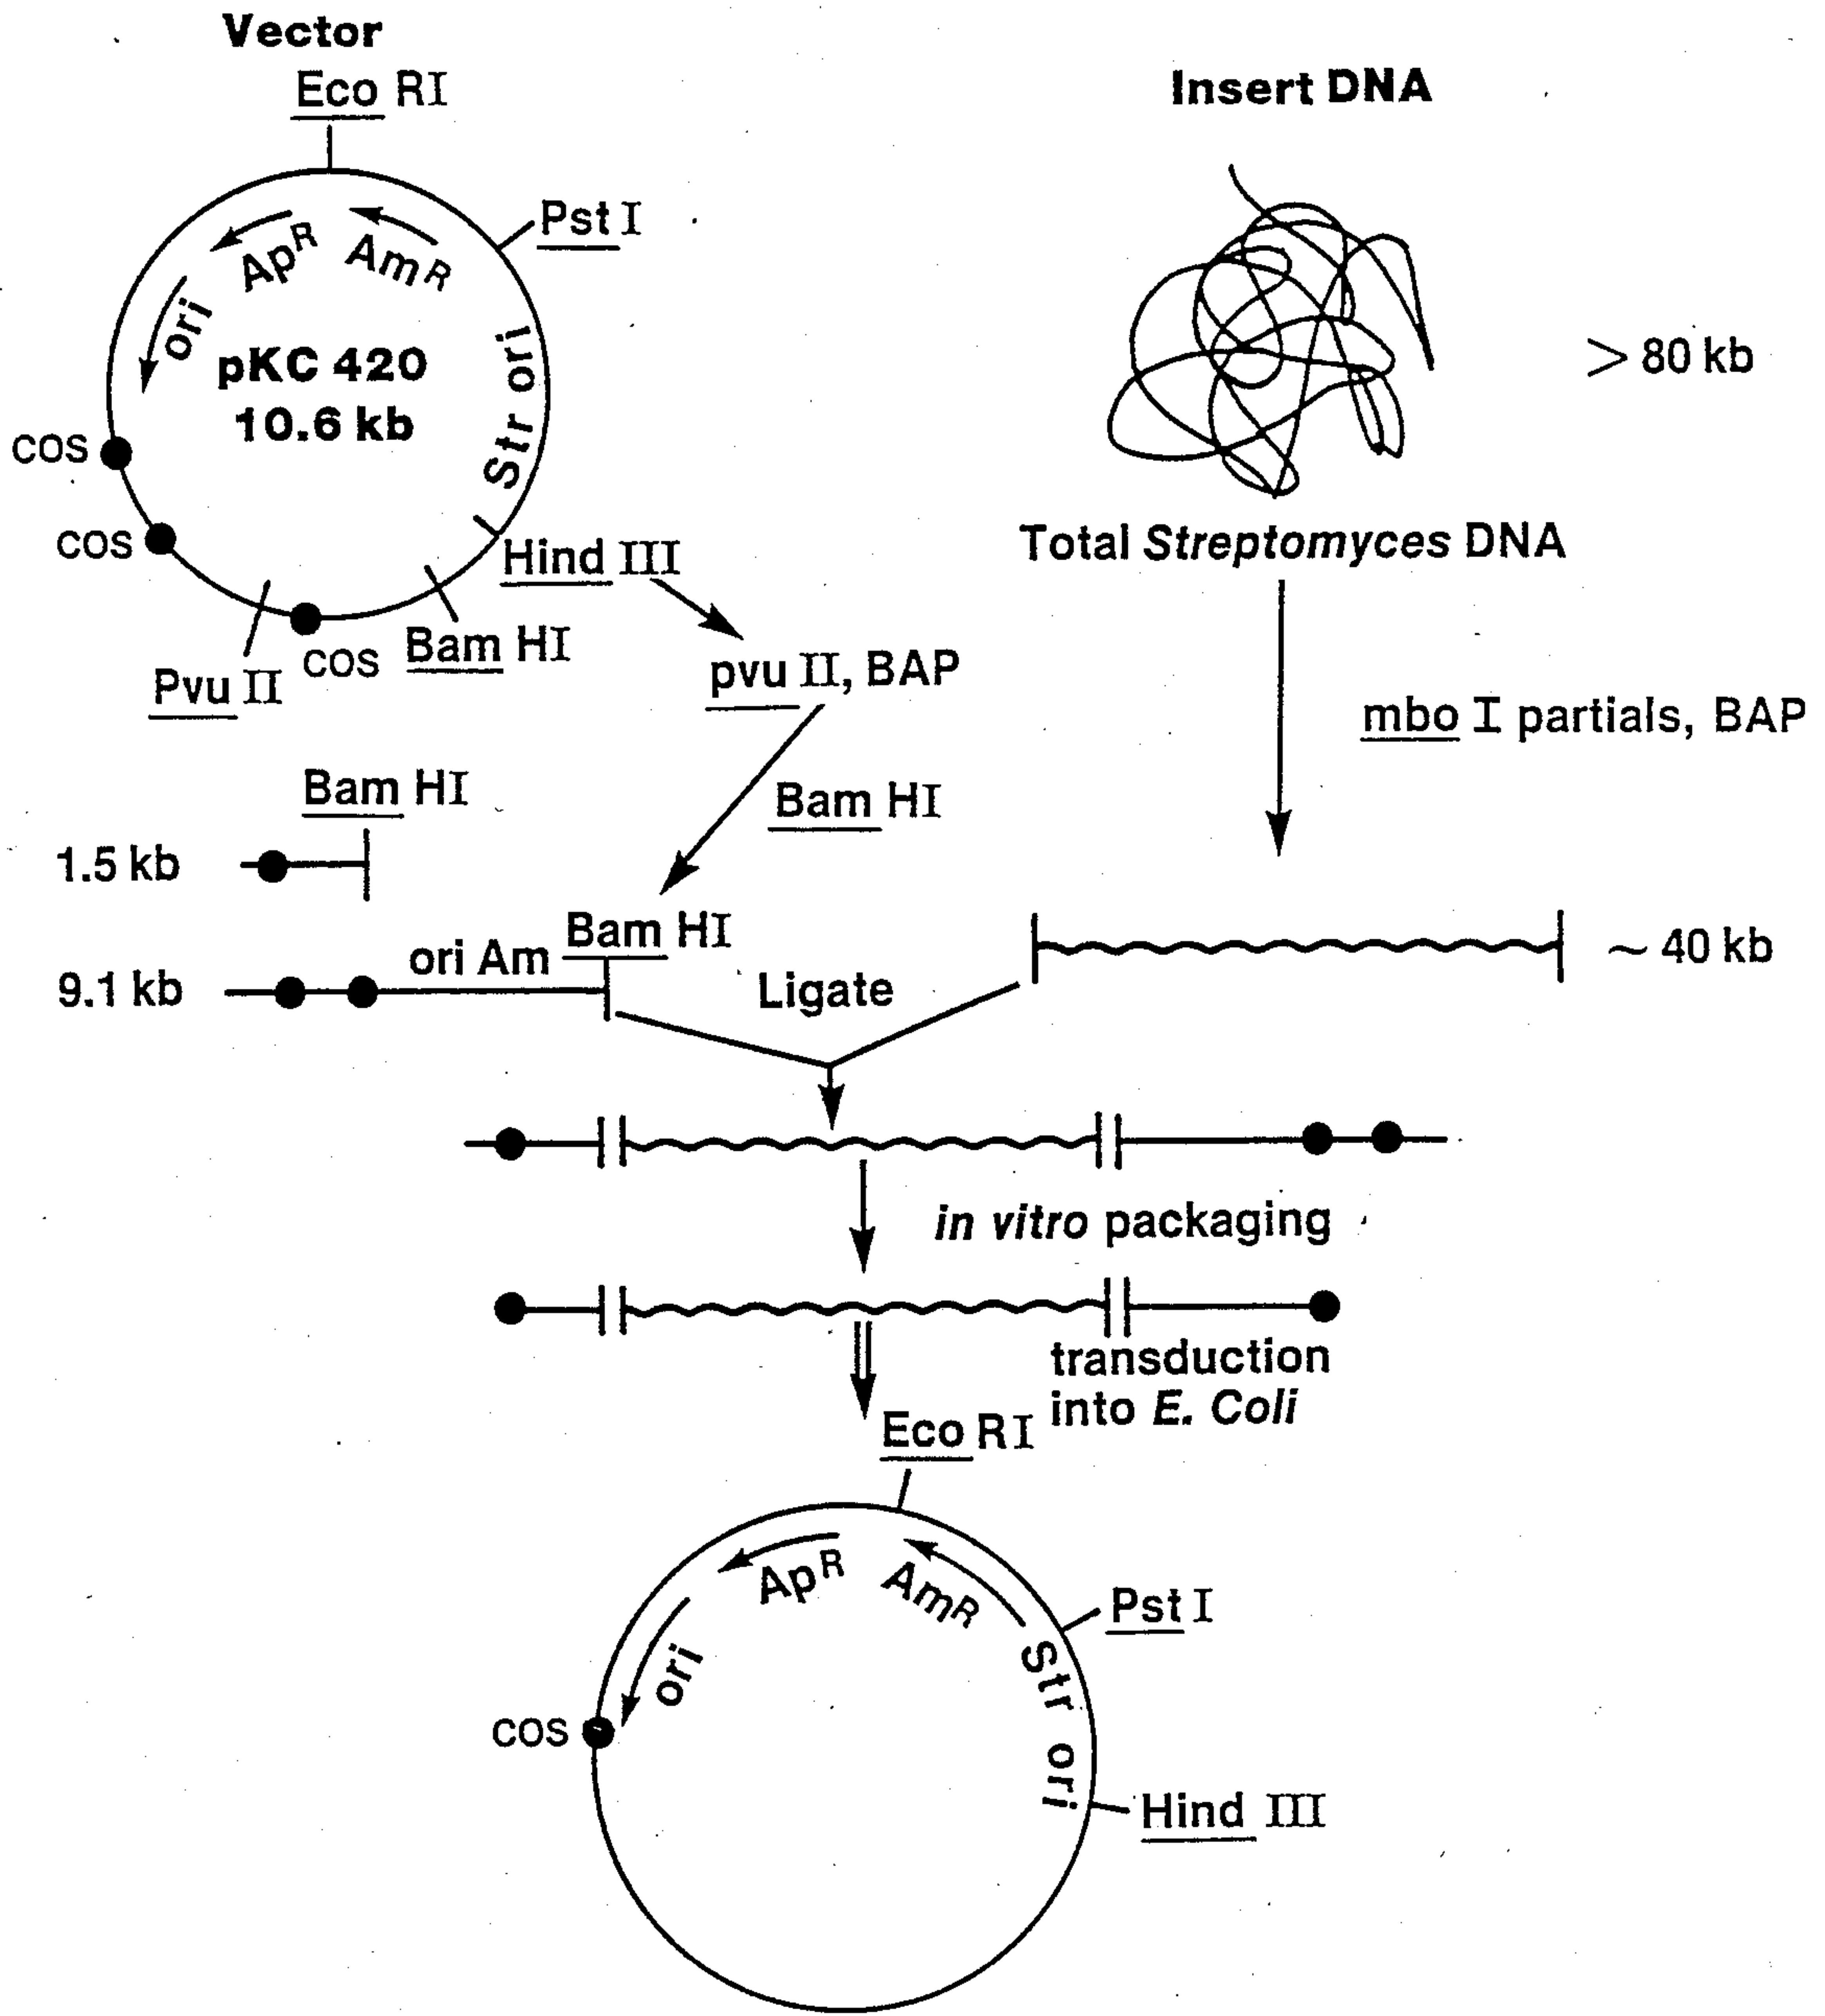 Vector
Eco RI
Pst I
ApR
AmR
ori
pKC 420
10.6 kb
Str ori
cos
cos
Hind III
Pvu II
cos
Bam HI
Insert DNA
> 80 kb
Total Streptomyces DNA
pvu II, BAP
mbo I partials, BAP
Bam HI
Bam HI
1.5 kb
Bam HI
ori Am
9.1 kb
Ligate
~ 40 kb
in vitro packaging
transduction
into E. Coli
Eco RI
ApR
AmR
Pst I
ori
Str ori
cos
Hind III